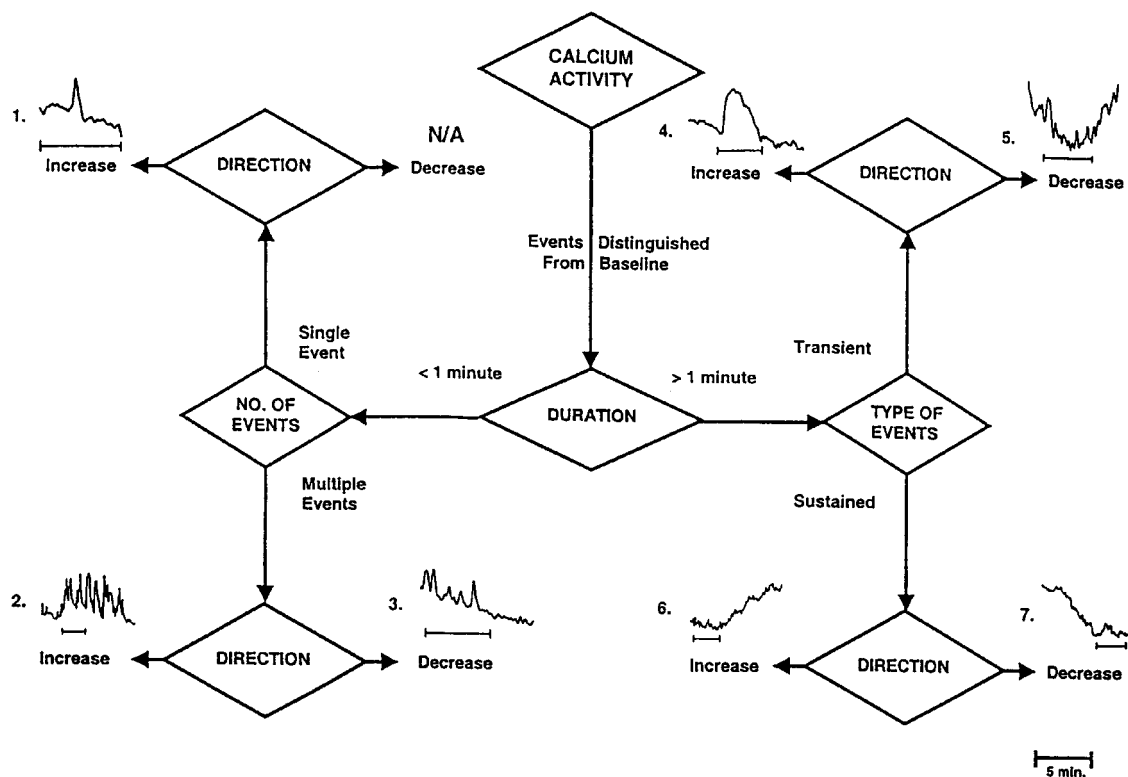 CALCIUM
ACTIVITY
1.
Increase
DIRECTION
N/A
Decrease
4.
Increase
DIRECTION
5.
Decrease
Events Distinguished
From Baseline
Single
Event
< 1 minute
> 1 minute
Transient
NO. OF
EVENTS
DURATION
TYPE OF
EVENTS
Multiple
Events
Sustained
2.
Increase
DIRECTION
3.
Decrease
6.
Increase
DIRECTION
7.
Decrease
5 min.